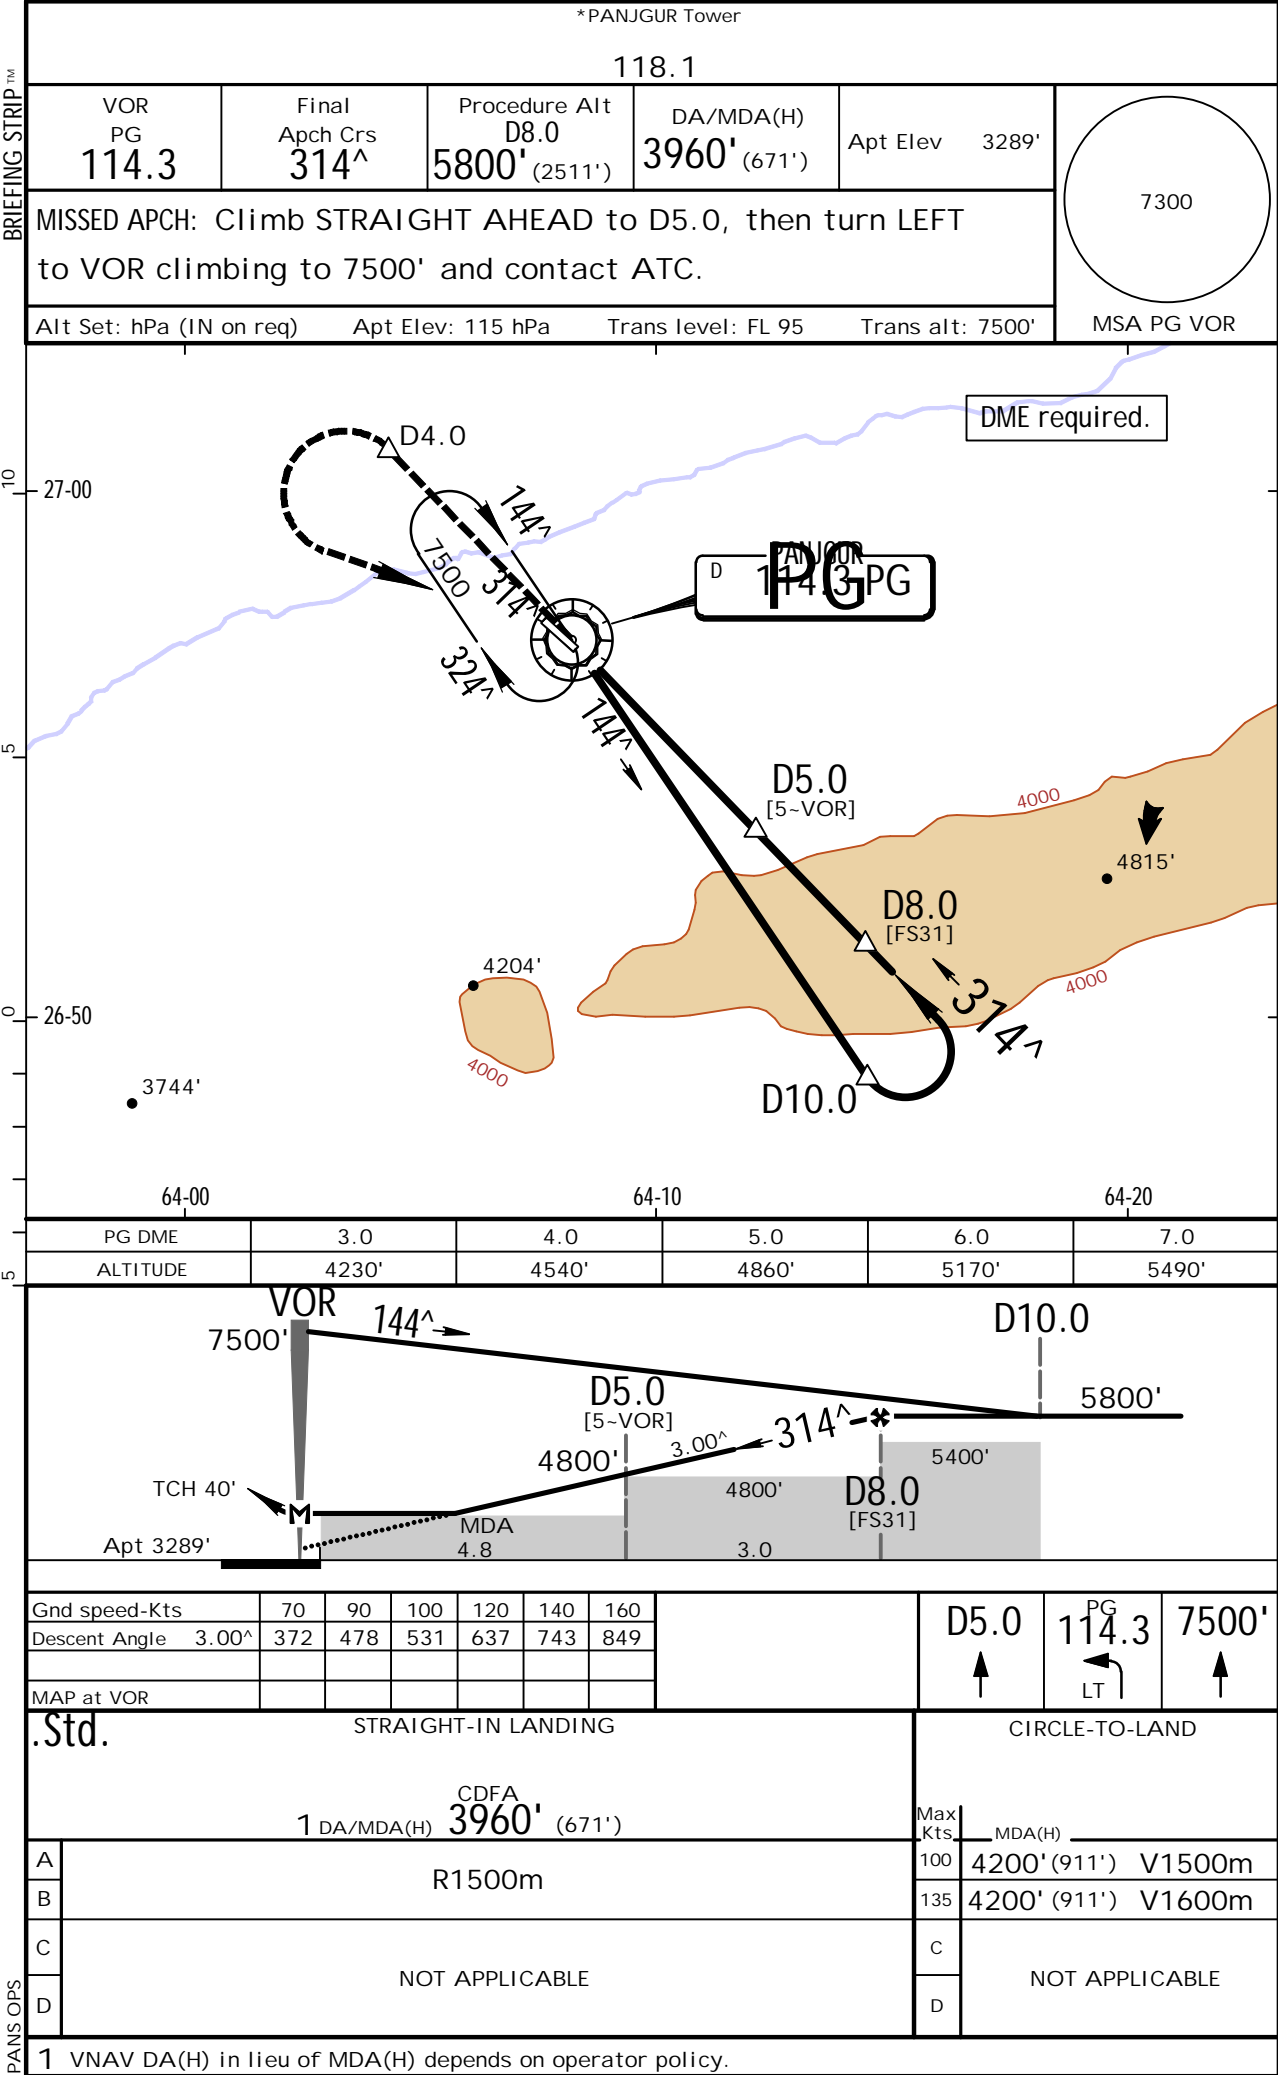 *PANJGUR Tower
118.1
BRIEFING STRIP™
VOR
PG
114.3
Final
Apch Crs
314^
Procedure Alt
D8.0
5800' (2511')
DA/MDA(H)
3960' (671')
Apt Elev 3289'
7300
MSA PG VOR
MISSED APCH: Climb STRAIGHT AHEAD to D5.0, then turn LEFT
to VOR climbing to 7500' and contact ATC.
Alt Set: hPa (IN on req) Apt Elev: 115 hPa Trans level: FL 95 Trans alt: 7500'
DME required.
D4.0
10
27-00
144^
7500
314^
PANJGUR
D 114.3 PG
PG
324^
144^
5
D5.0
[5~VOR]
4000
4815'
D8.0
[FS31]
4204'
4000
314^
0
26-50
4000
3744'
D10.0
64-00 64-10 64-20
PG DME 3.0 4.0 5.0 6.0 7.0
ALTITUDE 4230' 4540' 4860' 5170' 5490'
5
VOR
7500' 144^
D10.0
D5.0
[5~VOR]
5800'
314^
3.00^
4800'
5400'
TCH 40'
4800'
D8.0
[FS31]
M
MDA
Apt 3289'
4.8 3.0
Gnd speed-Kts 70 90 100 120 140 160
Descent Angle 3.00^ 372 478 531 637 743 849
MAP at VOR
D5.0
PG
114.3
LT
7500'
.Std.
STRAIGHT-IN LANDING
CIRCLE-TO-LAND
CDFA
1 DA/MDA(H) 3960' (671')
Max
Kts
MDA(H)
A
B
R1500m
100 4200' (911') V1500m
135 4200' (911') V1600m
C
D
NOT APPLICABLE
C
D
NOT APPLICABLE
PANS OPS
1 VNAV DA(H) in lieu of MDA(H) depends on operator policy.